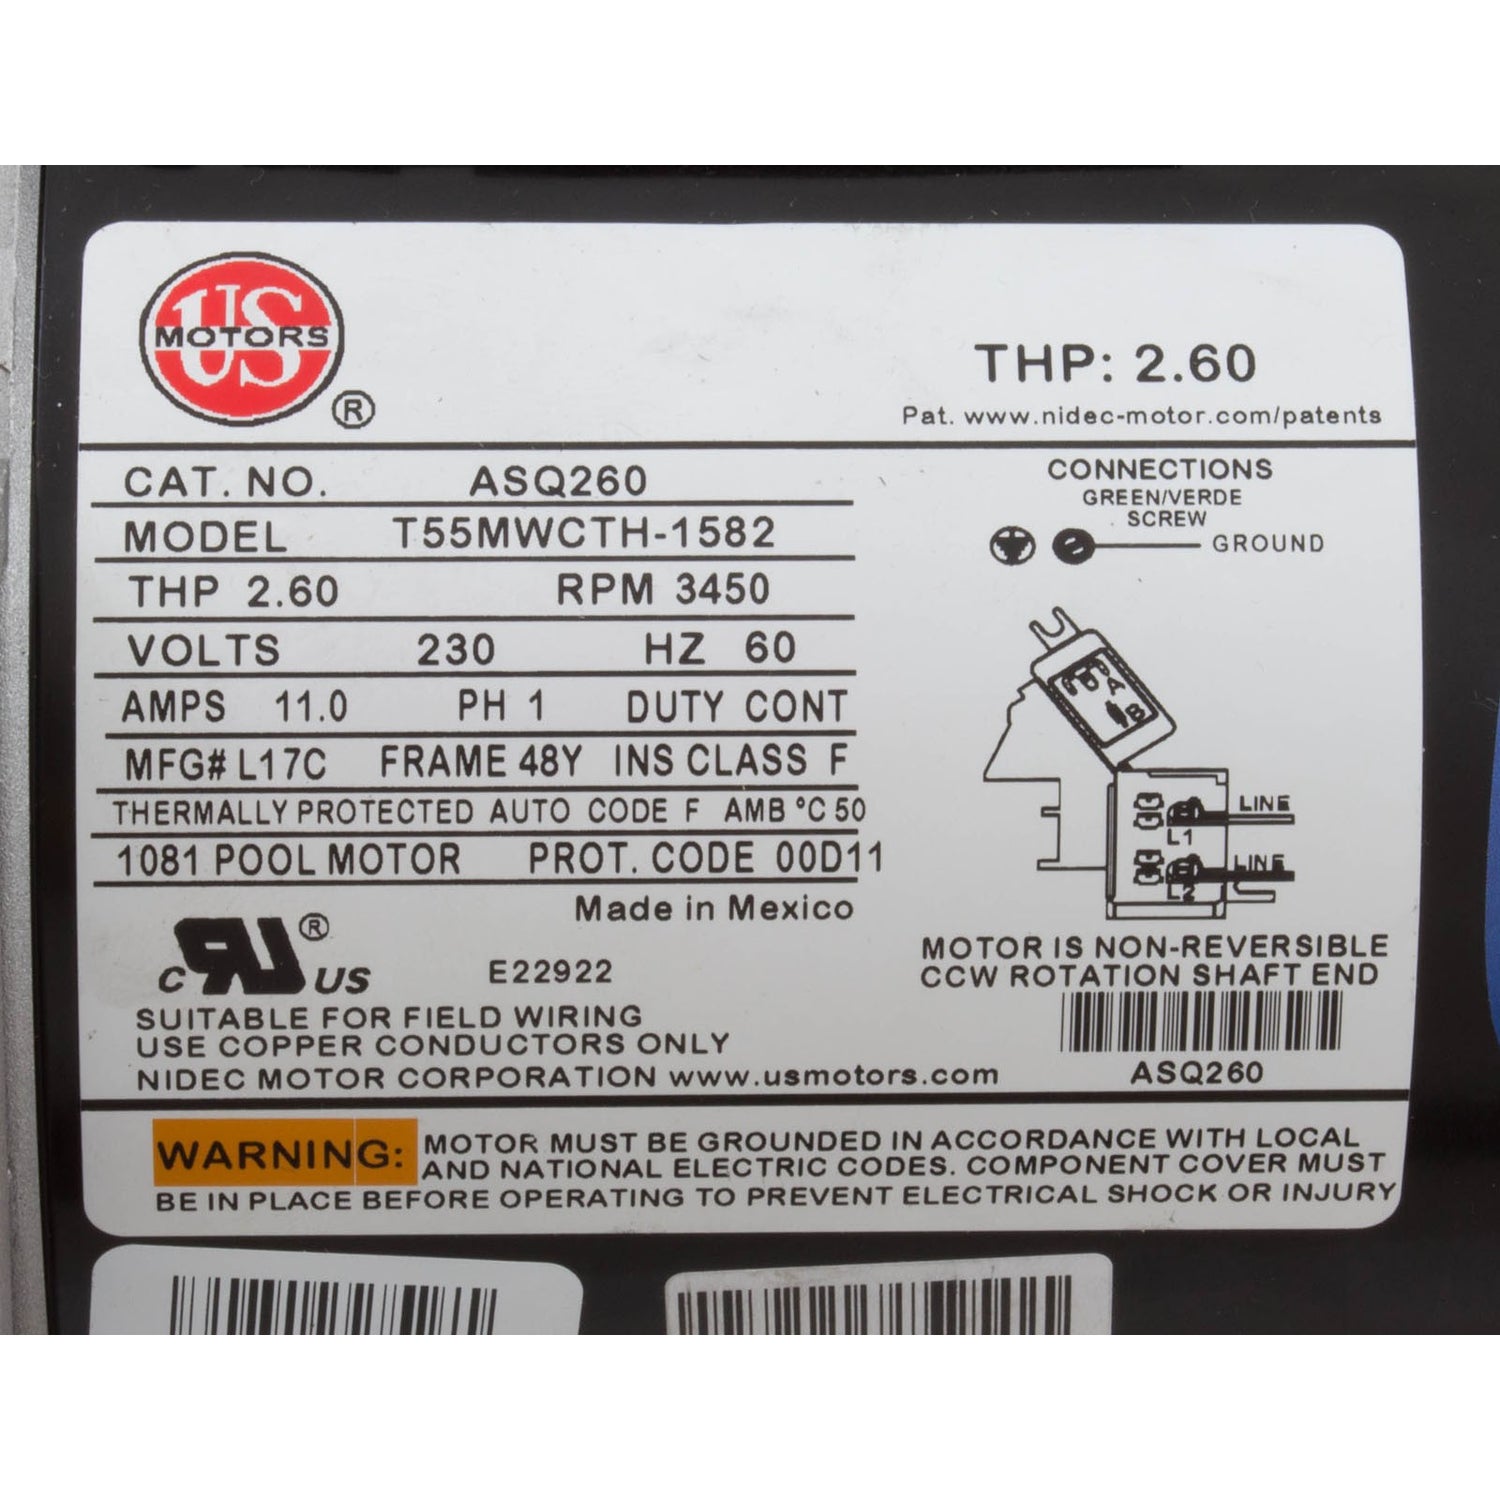 US
MOTORS
®
THP: 2.60
Pat. www.nidec-motor.com/patents
CAT. NO. ASQ260
MODEL T55MWCTH-1582
THP 2.60 RPM 3450
VOLTS 230 HZ 60
AMPS 11.0 PH 1 DUTY CONT
MFG# L17C FRAME 48Y INS CLASS F
THERMALLY PROTECTED AUTO CODE F AMB °C 50
1081 POOL MOTOR PROT. CODE 00D11
Made in Mexico
C RU ® US E22922
SUITABLE FOR FIELD WIRING
USE COPPER CONDUCTORS ONLY
NIDEC MOTOR CORPORATION www.usmotors.com
CONNECTIONS
GREEN/VERDE
SCREW
GROUND
A
B
LINE
L1
LINE
L2
MOTOR IS NON-REVERSIBLE
CCW ROTATION SHAFT END
ASQ260
WARNING: MOTOR MUST BE GROUNDED IN ACCORDANCE WITH LOCAL
AND NATIONAL ELECTRIC CODES. COMPONENT COVER MUST
BE IN PLACE BEFORE OPERATING TO PREVENT ELECTRICAL SHOCK OR INJURY